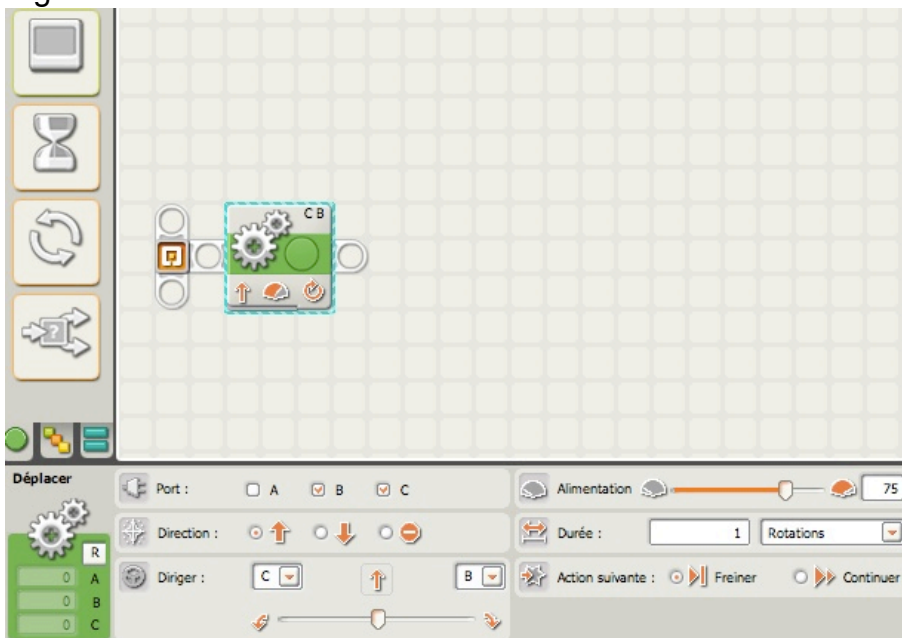 C B
Déplacer
Port : A B C
Alimentation 75
Direction :
Durée : 1 Rotations
R
Diriger : C B
Action suivante : Freiner Continuer
0 A
0 B
0 C